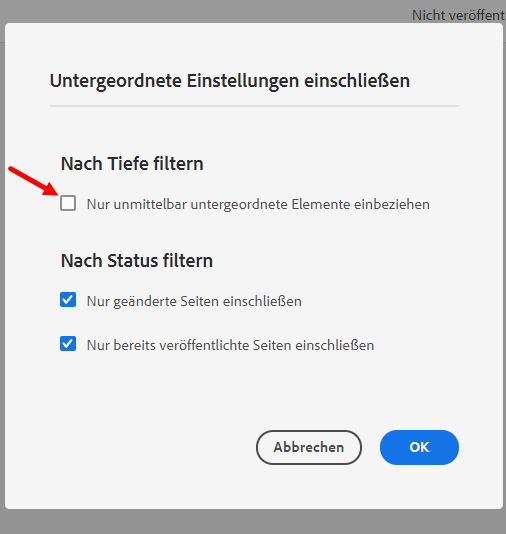 Nicht veröffent
Untergeordnete Einstellungen einschließen
Nach Tiefe filtern
Nur unmittelbar untergeordnete Elemente einbeziehen
Nach Status filtern
Nur geänderte Seiten einschließen
Nur bereits veröffentlichte Seiten einschließen
Abbrechen OK